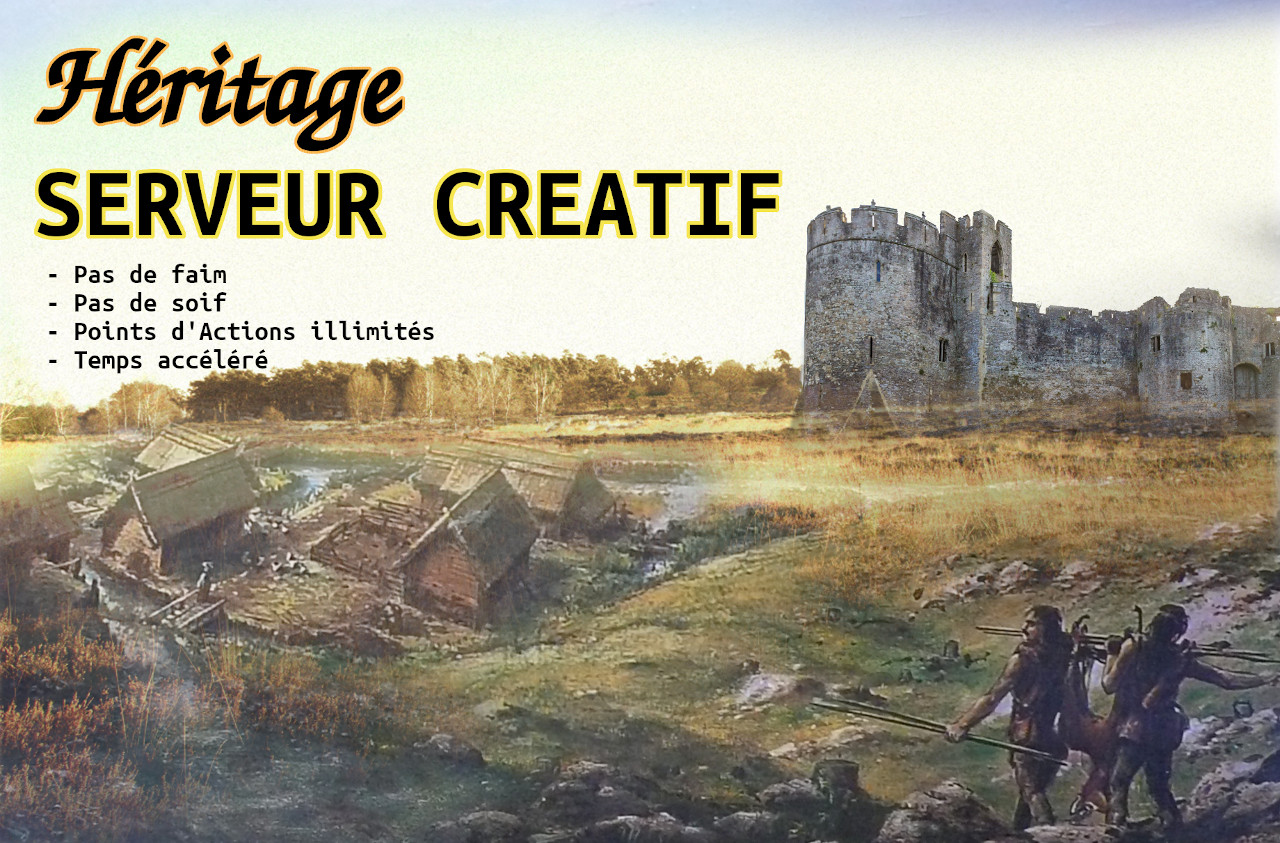 Héritage
SERVEUR CREATIF
- Pas de faim
- Pas de soif
- Points d'Actions illimités
- Temps accéléré